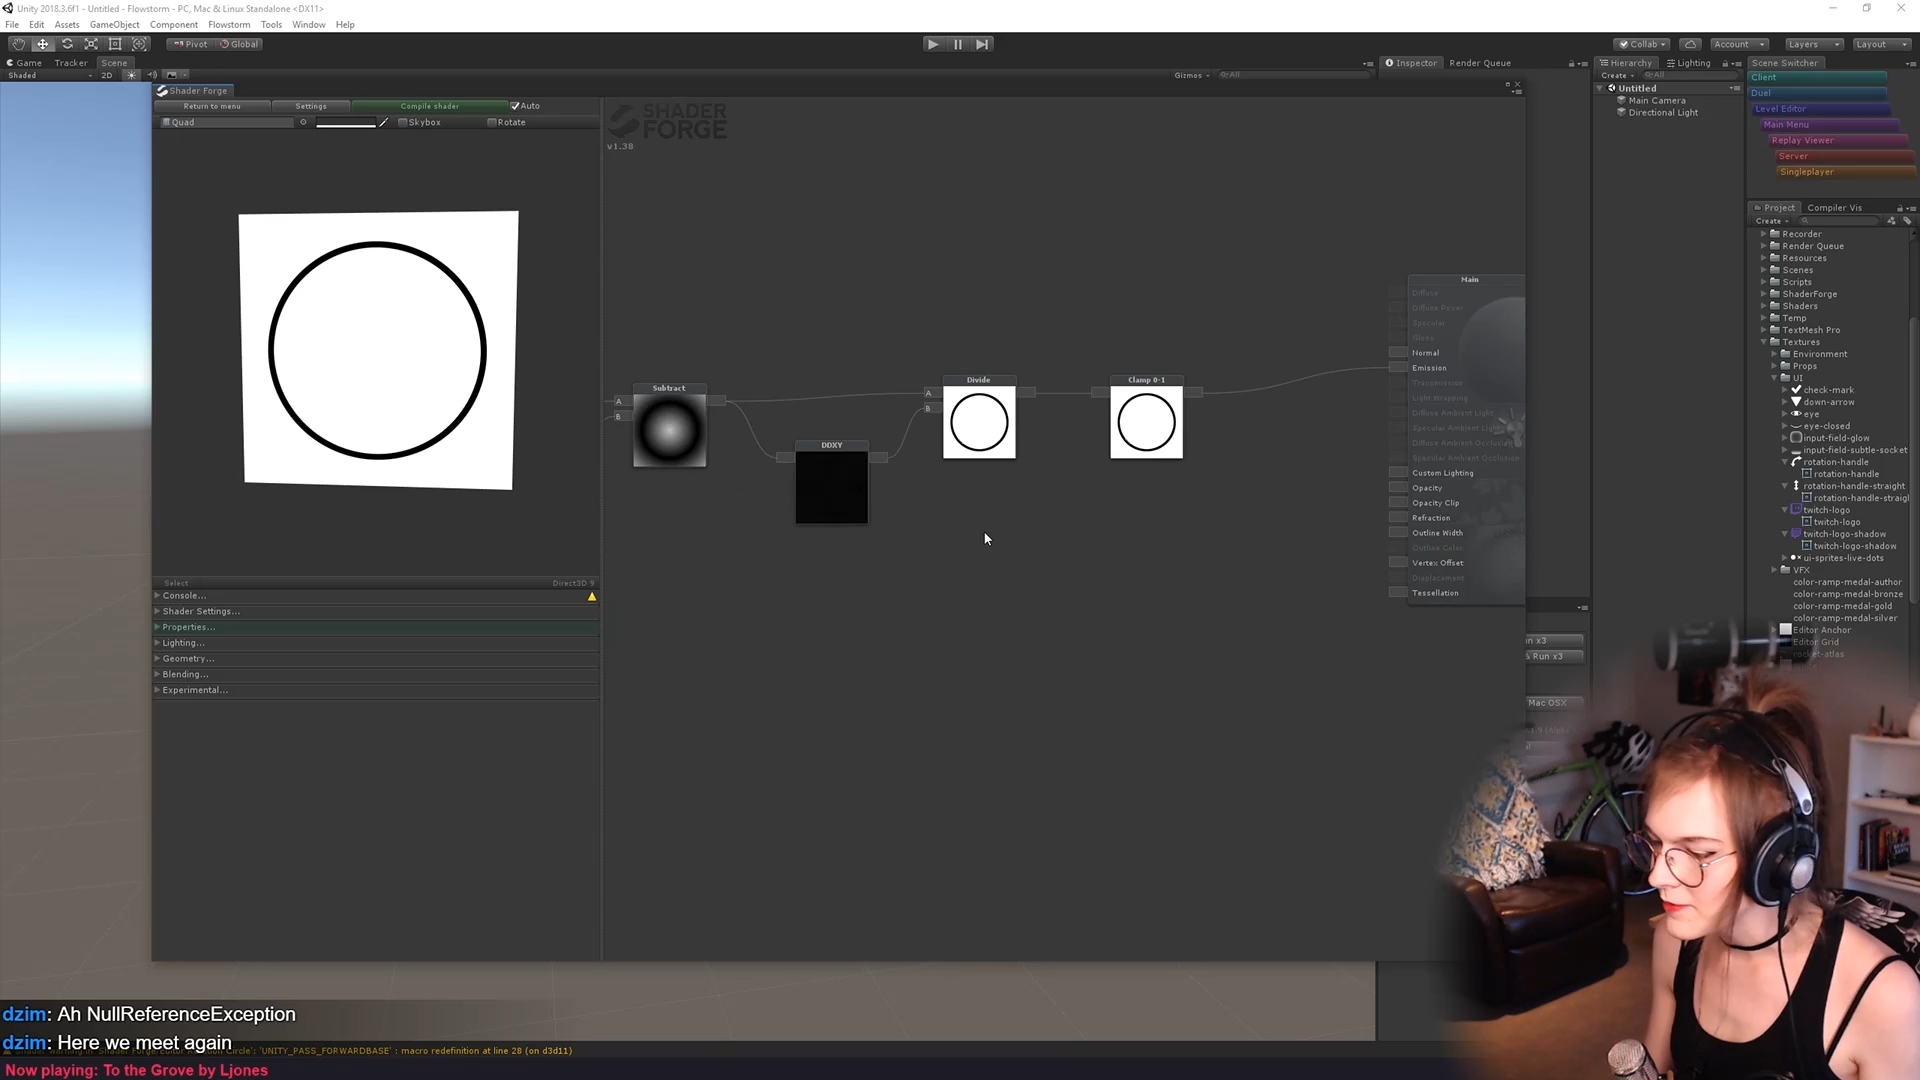 Unity 2018.3.6f1 - Untitled - Flowstorm - PC, Mac & Linux Standalone <DX11>
File Edit Assets GameObject Component Flowstorm Tools Window Help
Pivot Global Collab Account Layers Layout
Game Tracker Scene Inspector Render Queue Hierarchy Lighting Scene Switcher
Shaded 2D Gizmos All Create All Client
Shader Forge Untitled Duel
Main Camera
Return to menu Settings Compile shader Auto Directional Light Level Editor
Quad Skybox Rotate Main Menu
SHADER FORGE
v1.38
Replay Viewer
Server
Singleplayer
Project Compiler Vis
Create
Recorder
Render Queue
Resources
Scenes
Scripts
ShaderForge
Shaders
Temp
TextMesh Pro
Textures
Environment
Props
UI
check-mark
down-arrow
eye
eye-closed
input-field-glow
input-field-subtle-socket
rotation-handle
rotation-handle
rotation-handle-straight
rotation-handle-straigl
twitch-logo
twitch-logo
twitch-logo-shadow
twitch-logo-shadow
ui-sprites-live-dots
VFX
color-ramp-medal-author
color-ramp-medal-bronze
color-ramp-medal-gold
color-ramp-medal-silver
Editor Anchor
Editor Grid
Subtract
A
B
DDXY
Divide
A
B
Clamp 0-1
Main
Diffuse
Diffuse Power
Specular
Gloss
Normal
Emission
Transmission
Light Wrapping
Diffuse Ambient Light
Specular Ambient Ligh
Diffuse Ambient Occlus
Specular Ambient Occlusion
Custom Lighting
Opacity
Opacity Clip
Refraction
Outline Width
Outline Color
Vertex Offset
Displacement
Tessellation
Select Direct3D 9
Console...
Shader Settings...
Properties...
Lighting...
Geometry...
Blending...
Experimental...
n x3
& Run x3
Mac OSX
dzim: Ah NullReferenceException
dzim: Here we meet again
'UNITY_PASS_FORWARDBASE' : macro redefinition at line 28 (on d3d11)
Now playing: To the Grove by Ljones